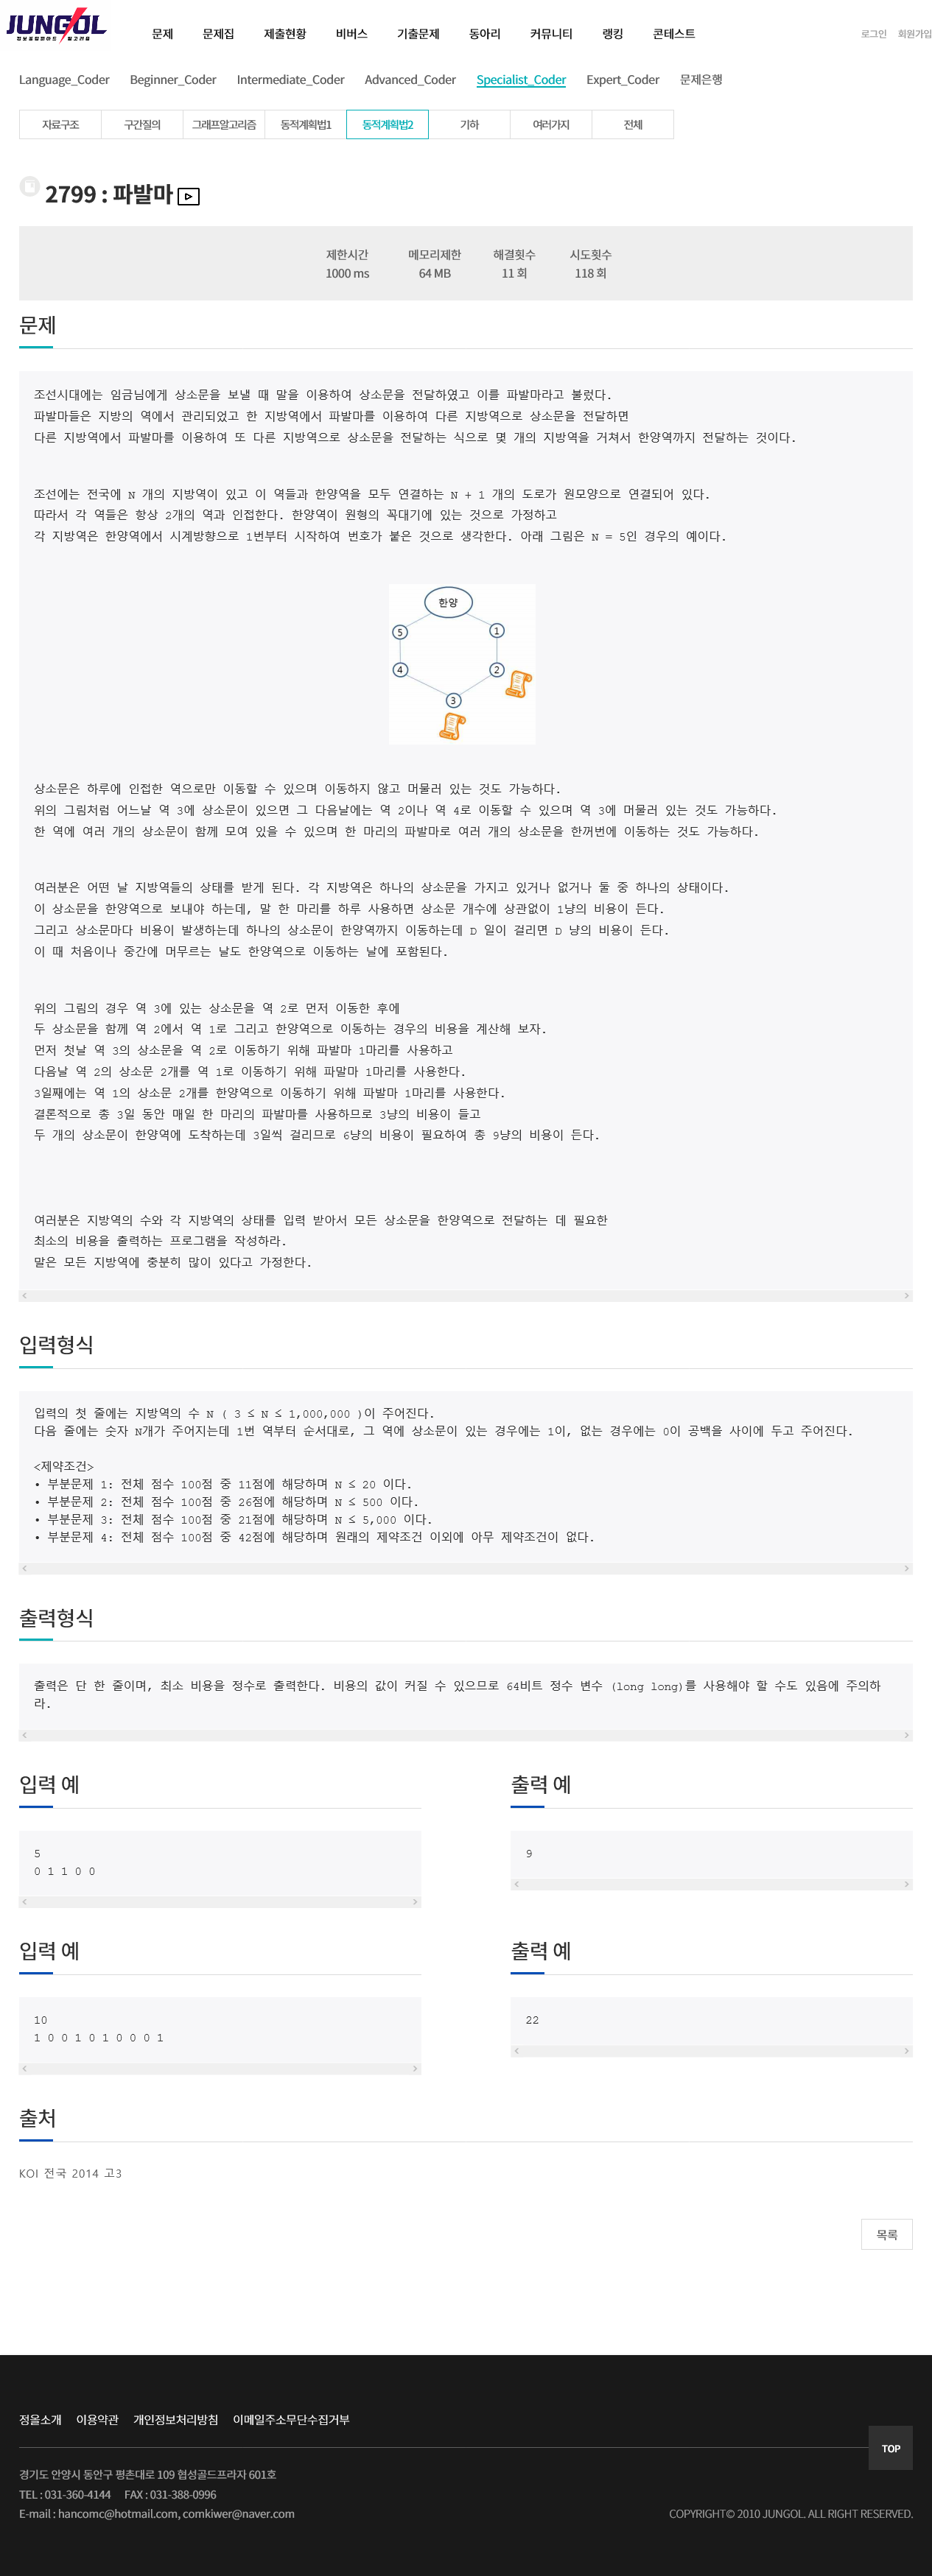 JUNGOL
정보올림피아드 알고리즘
문제 문제집 제출현황 비버스 기출문제 동아리 커뮤니티 랭킹 콘테스트
로그인 회원가입
Language_Coder Beginner_Coder Intermediate_Coder Advanced_Coder Specialist_Coder Expert_Coder 문제은행
자료구조 구간질의 그래프알고리즘 동적계획법1 동적계획법2 기하 여러가지 전체
2799 : 파발마
제한시간 메모리제한 해결횟수 시도횟수
1000 ms 64 MB 11 회 118 회
문제
조선시대에는 임금님에게 상소문을 보낼 때 말을 이용하여 상소문을 전달하였고 이를 파발마라고 불렀다.
파발마들은 지방의 역에서 관리되었고 한 지방역에서 파발마를 이용하여 다른 지방역으로 상소문을 전달하면
다른 지방역에서 파발마를 이용하여 또 다른 지방역으로 상소문을 전달하는 식으로 몇 개의 지방역을 거쳐서 한양역까지 전달하는 것이다.
조선에는 전국에 N 개의 지방역이 있고 이 역들과 한양역을 모두 연결하는 N + 1 개의 도로가 원모양으로 연결되어 있다.
따라서 각 역들은 항상 2개의 역과 인접한다. 한양역이 원형의 꼭대기에 있는 것으로 가정하고
각 지방역은 한양역에서 시계방향으로 1번부터 시작하여 번호가 붙은 것으로 생각한다. 아래 그림은 N = 5인 경우의 예이다.
한양
5 1
4 2
3
상소문은 하루에 인접한 역으로만 이동할 수 있으며 이동하지 않고 머물러 있는 것도 가능하다.
위의 그림처럼 어느날 역 3에 상소문이 있으면 그 다음날에는 역 2이나 역 4로 이동할 수 있으며 역 3에 머물러 있는 것도 가능하다.
한 역에 여러 개의 상소문이 함께 모여 있을 수 있으며 한 마리의 파발마로 여러 개의 상소문을 한꺼번에 이동하는 것도 가능하다.
여러분은 어떤 날 지방역들의 상태를 받게 된다. 각 지방역은 하나의 상소문을 가지고 있거나 없거나 둘 중 하나의 상태이다.
이 상소문을 한양역으로 보내야 하는데, 말 한 마리를 하루 사용하면 상소문 개수에 상관없이 1냥의 비용이 든다.
그리고 상소문마다 비용이 발생하는데 하나의 상소문이 한양역까지 이동하는데 D 일이 걸리면 D 냥의 비용이 든다.
이 때 처음이나 중간에 머무르는 날도 한양역으로 이동하는 날에 포함된다.
위의 그림의 경우 역 3에 있는 상소문을 역 2로 먼저 이동한 후에
두 상소문을 함께 역 2에서 역 1로 그리고 한양역으로 이동하는 경우의 비용을 계산해 보자.
먼저 첫날 역 3의 상소문을 역 2로 이동하기 위해 파발마 1마리를 사용하고
다음날 역 2의 상소문 2개를 역 1로 이동하기 위해 파말마 1마리를 사용한다.
3일째에는 역 1의 상소문 2개를 한양역으로 이동하기 위해 파발마 1마리를 사용한다.
결론적으로 총 3일 동안 매일 한 마리의 파발마를 사용하므로 3냥의 비용이 들고
두 개의 상소문이 한양역에 도착하는데 3일씩 걸리므로 6냥의 비용이 필요하여 총 9냥의 비용이 든다.
여러분은 지방역의 수와 각 지방역의 상태를 입력 받아서 모든 상소문을 한양역으로 전달하는 데 필요한
최소의 비용을 출력하는 프로그램을 작성하라.
말은 모든 지방역에 충분히 많이 있다고 가정한다.
입력형식
입력의 첫 줄에는 지방역의 수 N ( 3 ≤ N ≤ 1,000,000 )이 주어진다.
다음 줄에는 숫자 N개가 주어지는데 1번 역부터 순서대로, 그 역에 상소문이 있는 경우에는 1이, 없는 경우에는 0이 공백을 사이에 두고 주어진다.
<제약조건>
• 부분문제 1: 전체 점수 100점 중 11점에 해당하며 N ≤ 20 이다.
• 부분문제 2: 전체 점수 100점 중 26점에 해당하며 N ≤ 500 이다.
• 부분문제 3: 전체 점수 100점 중 21점에 해당하며 N ≤ 5,000 이다.
• 부분문제 4: 전체 점수 100점 중 42점에 해당하며 원래의 제약조건 이외에 아무 제약조건이 없다.
출력형식
출력은 단 한 줄이며, 최소 비용을 정수로 출력한다. 비용의 값이 커질 수 있으므로 64비트 정수 변수 (long long)를 사용해야 할 수도 있음에 주의하
라.
입력 예 출력 예
5 9
0 1 1 0 0
입력 예 출력 예
10 22
1 0 0 1 0 1 0 0 0 1
출처
KOI 전국 2014 고3
목록
정올소개 이용약관 개인정보처리방침 이메일주소무단수집거부
TOP
경기도 안양시 동안구 평촌대로 109 협성골드프라자 601호
TEL : 031-360-4144 FAX : 031-388-0996
E-mail : hancomc@hotmail.com, comkiwer@naver.com
COPYRIGHT© 2010 JUNGOL. ALL RIGHT RESERVED.